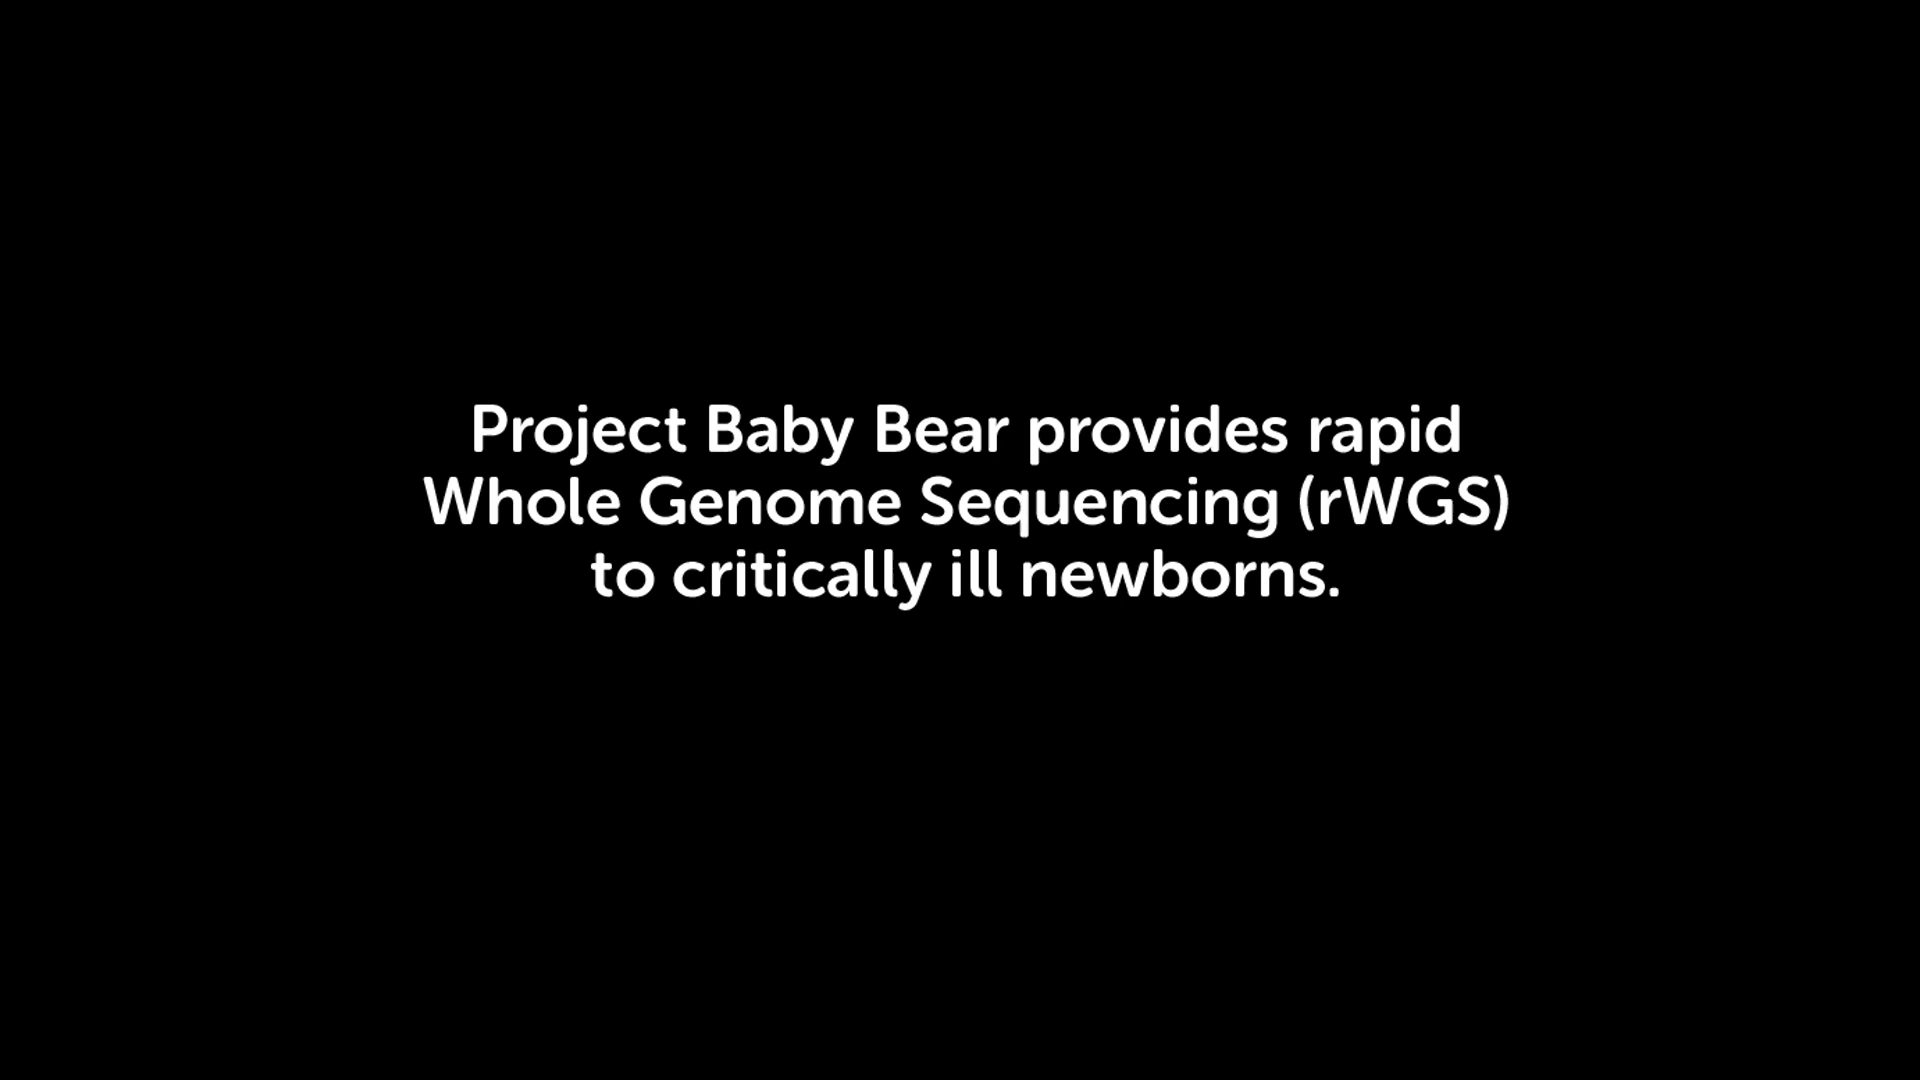 Project Baby Bear provides rapid
Whole Genome Sequencing (rWGS)
to critically ill newborns.